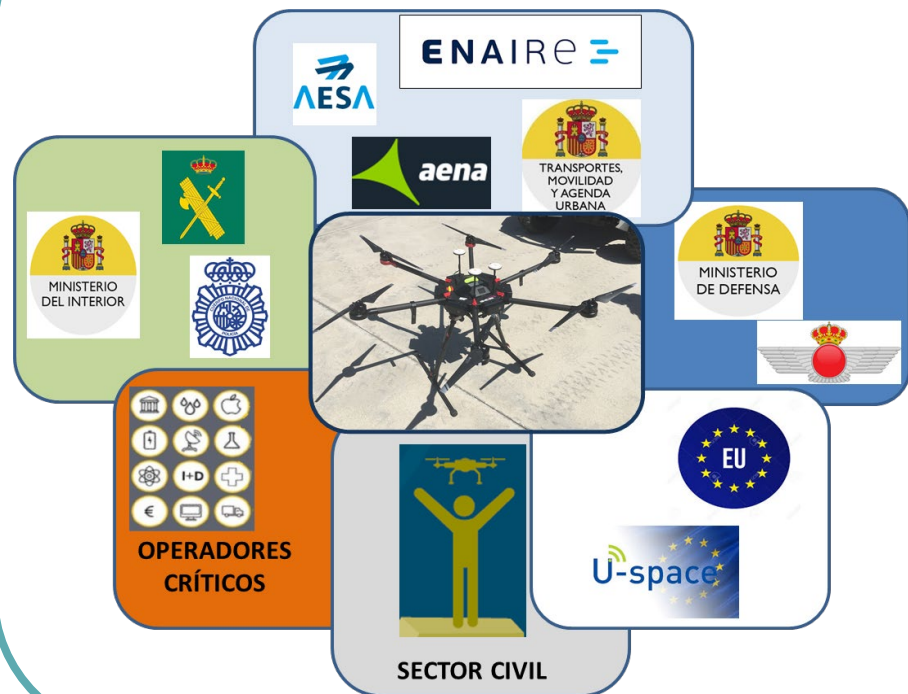 ENAIRE
AESA
aena
TRANSPORTES,
MOVILIDAD
Y AGENDA
URBANA
MINISTERIO
DEL INTERIOR
MINISTERIO
DE DEFENSA
I+D
€
OPERADORES
CRÍTICOS
SECTOR CIVIL
EU
U-space